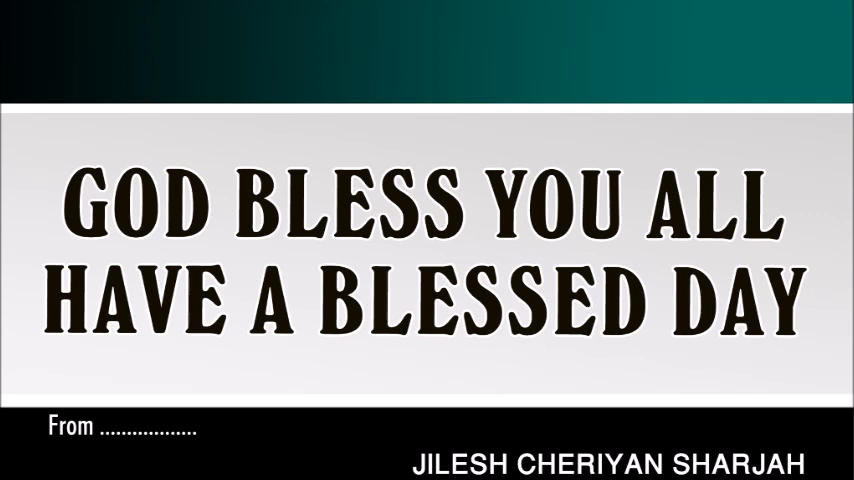 GOD BLESS YOU ALL
HAVE A BLESSED DAY
From ..................
JILESH CHERIYAN SHARJAH